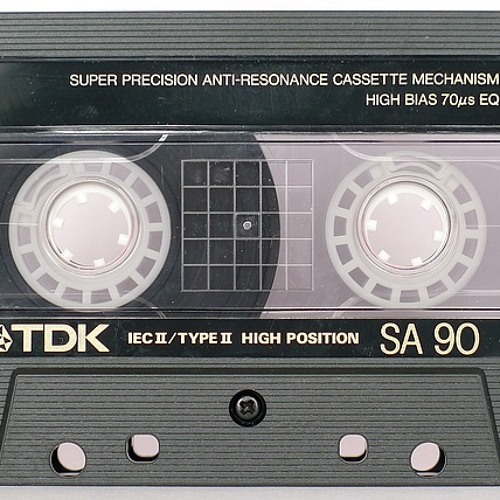 SUPER PRECISION ANTI-RESONANCE CASSETTE MECHANISM
HIGH BIAS 70μs EQ
TDK IEC II/TYPE II HIGH POSITION SA 90